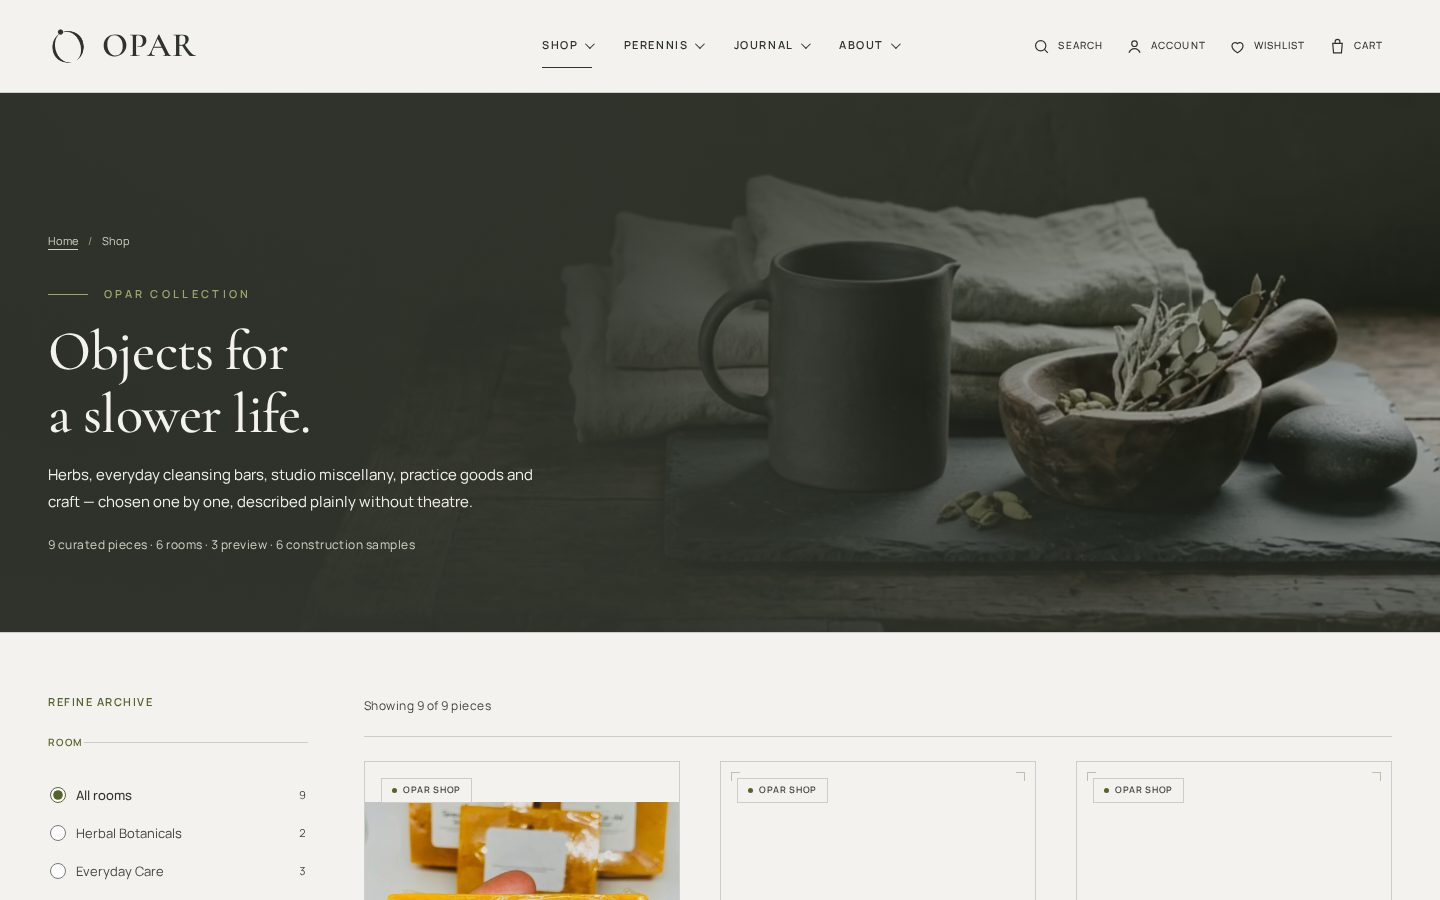 OPAR
SHOP
PERENNIS
JOURNAL
ABOUT
SEARCH
ACCOUNT
WISHLIST
CART
Home / Shop
OPAR COLLECTION
Objects for
a slower life.
Herbs, everyday cleansing bars, studio miscellany, practice goods and
craft — chosen one by one, described plainly without theatre.
9 curated pieces · 6 rooms · 3 preview · 6 construction samples
REFINE ARCHIVE
ROOM
All rooms 9
Herbal Botanicals 2
Everyday Care 3
Showing 9 of 9 pieces
OPAR SHOP
OPAR SHOP
OPAR SHOP